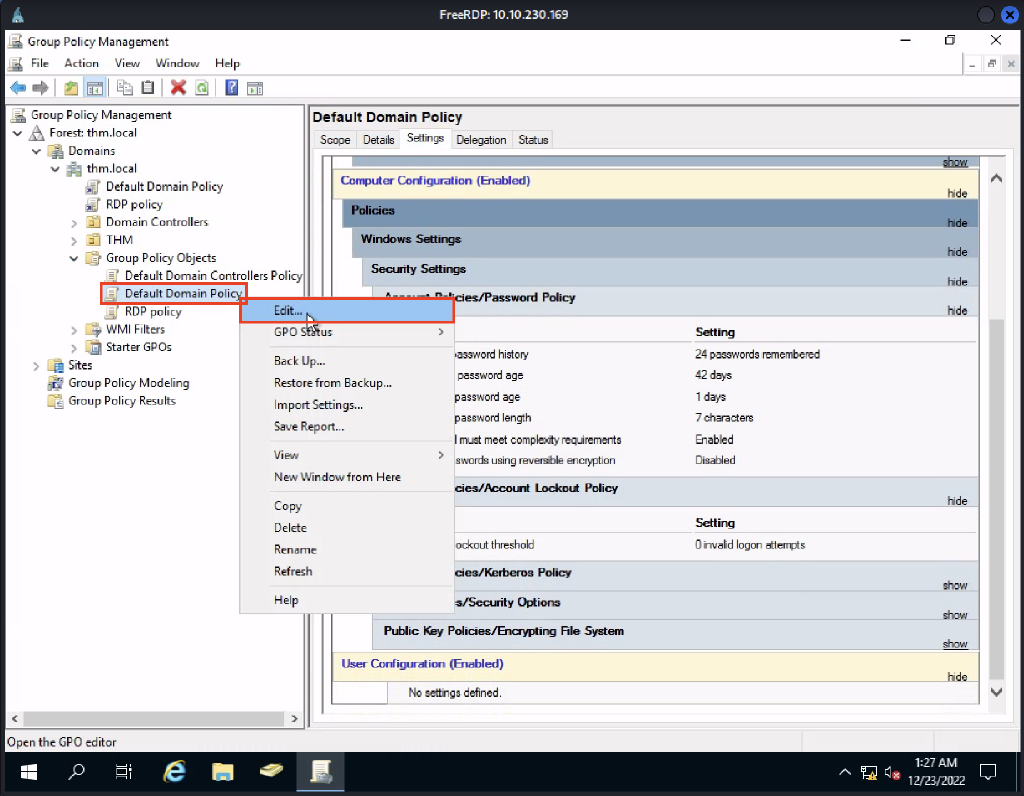 FreeRDP: 10.10.230.169
Group Policy Management
File Action View Window Help
Group Policy Management
Forest: thm.local
Domains
thm.local
Default Domain Policy
RDP policy
Domain Controllers
THM
Group Policy Objects
Default Domain Controllers Policy
Default Domain Policy
RDP policy
WMI Filters
Starter GPOs
Sites
Group Policy Modeling
Group Policy Results
Edit...
GPO Status
Back Up...
Restore from Backup...
Import Settings...
Save Report...
View
New Window from Here
Copy
Delete
Rename
Refresh
Help
Default Domain Policy
Scope Details Settings Delegation Status
show
Computer Configuration (Enabled)
hide
Policies
hide
Windows Settings
hide
Security Settings
hide
Account Policies/Password Policy
hide
Setting
password history 24 passwords remembered
password age 42 days
password age 1 days
password length 7 characters
must meet complexity requirements Enabled
using reversible encryption Disabled
/Account Lockout Policy
hide
Setting
threshold 0 invalid logon attempts
/Kerberos Policy
show
/Security Options
show
Public Key Policies/Encrypting File System
show
User Configuration (Enabled)
hide
No settings defined.
Open the GPO editor
1:27 AM
12/23/2022